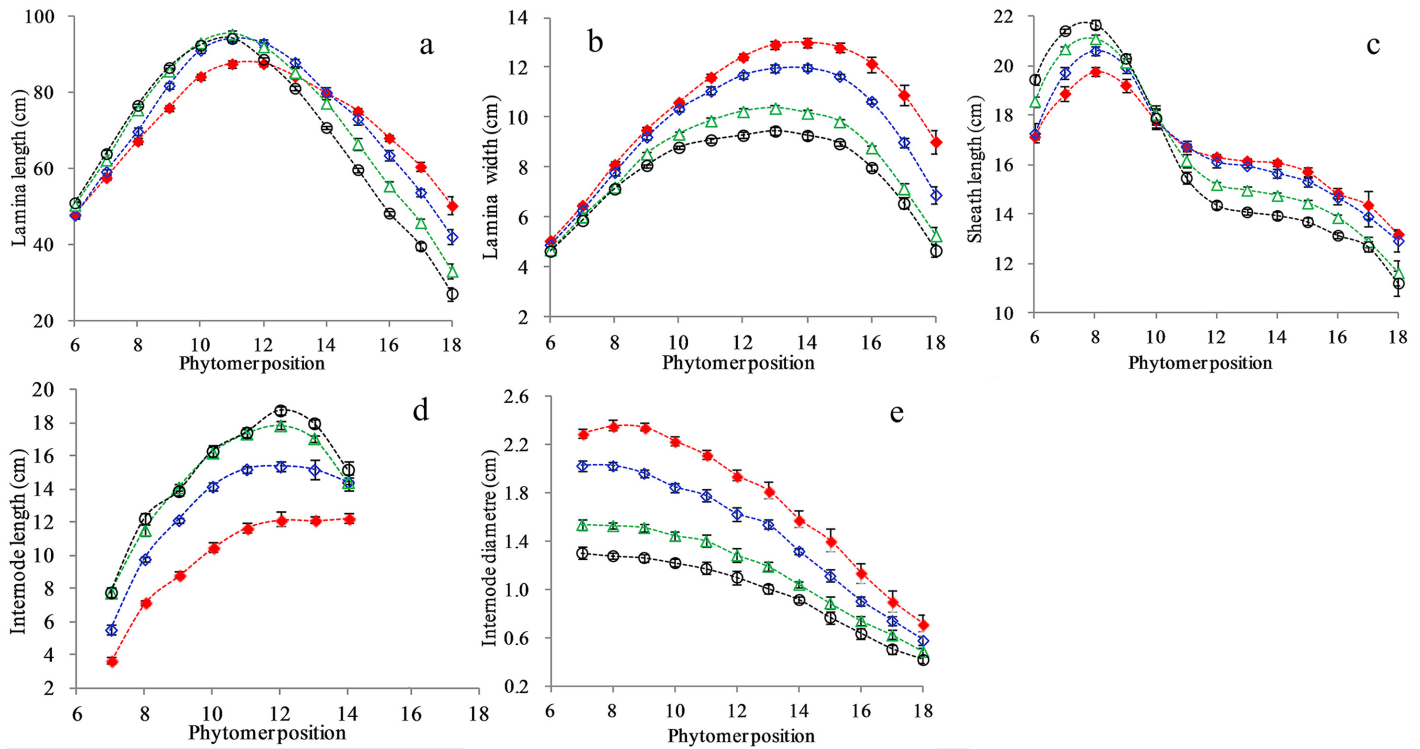 a
Lamina length (cm)
100
80
60
40
20
6 8 10 12 14 16 18
Phytomer position
b
Lamina width (cm)
14
12
10
8
6
4
2
6 8 10 12 14 16 18
Phytomer position
c
Sheath length (cm)
22
20
18
16
14
12
10
6 8 10 12 14 16 18
Phytomer position
d
Internode length (cm)
20
18
16
14
12
10
8
6
4
2
6 8 10 12 14 16 18
Phytomer position
e
Internode diametre (cm)
2.6
2.2
1.8
1.4
1.0
0.6
0.2
6 8 10 12 14 16 18
Phytomer position